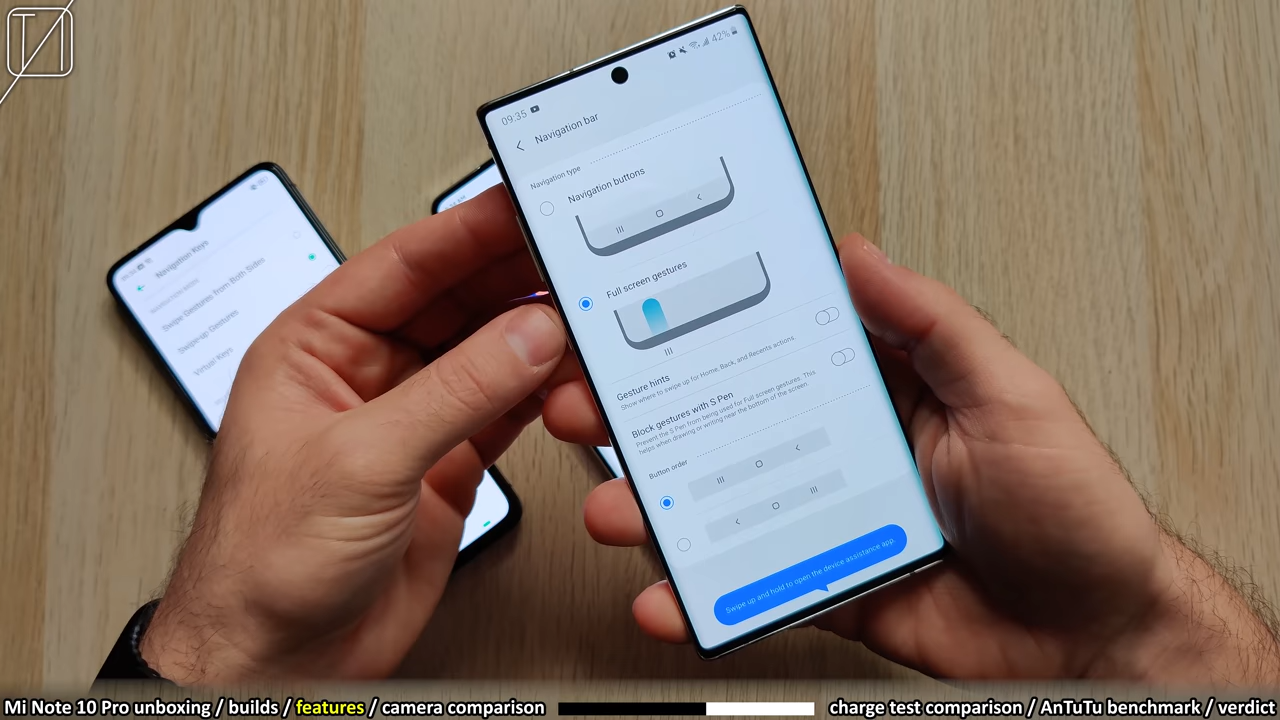 09:35
42%
Navigation bar
Navigation type
Navigation buttons
Full screen gestures
Gesture hints
Show where to swipe up for Home, Back, and Recents actions.
Block gestures with S Pen
Prevent the S Pen from being used for Full screen gestures. This
helps when drawing or writing near the bottom of the screen.
Button order
Swipe up and hold to open the device assistance app.
Navigation Keys
Swipe Gestures from Both Sides
Swipe-up Gestures
Virtual Keys
Mi Note 10 Pro unboxing / builds / features / camera comparison
charge test comparison / AnTuTu benchmark / verdict